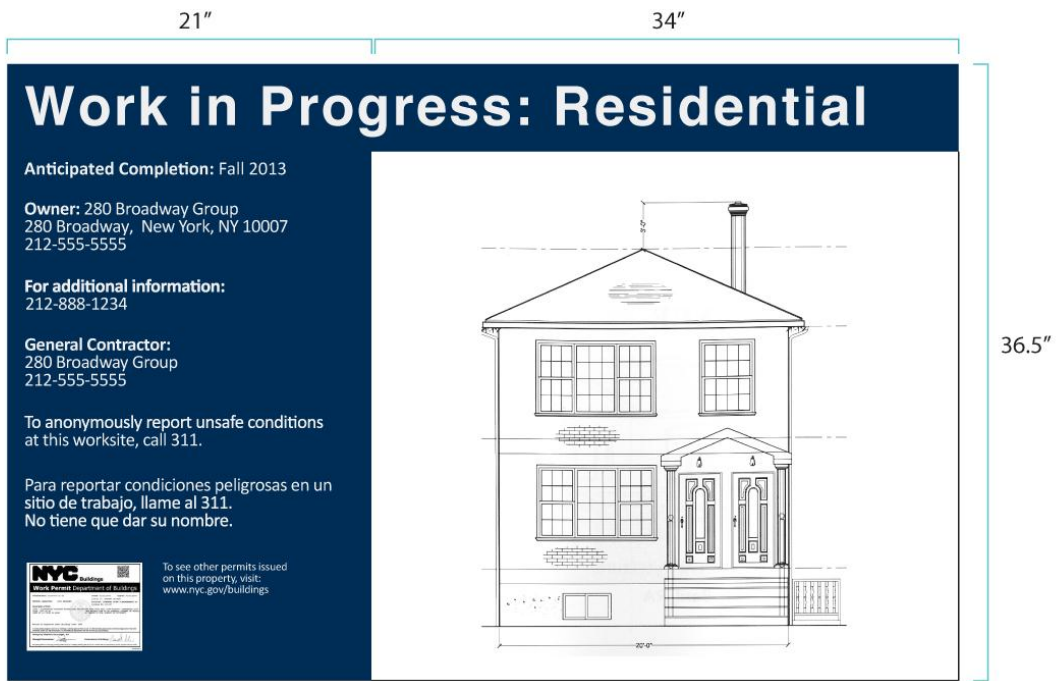 21”
34”
Work in Progress: Residential
Anticipated Completion: Fall 2013
Owner: 280 Broadway Group
280 Broadway, New York, NY 10007
212-555-5555
For additional information:
212-888-1234
General Contractor:
280 Broadway Group
212-555-5555
To anonymously report unsafe conditions
at this worksite, call 311.
Para reportar condiciones peligrosas en un
sitio de trabajo, llame al 311.
No tiene que dar su nombre.
NYC Buildings
Work Permit Department of Buildings
To see other permits issued
on this property, visit:
www.nyc.gov/buildings
20'-0"
36.5”